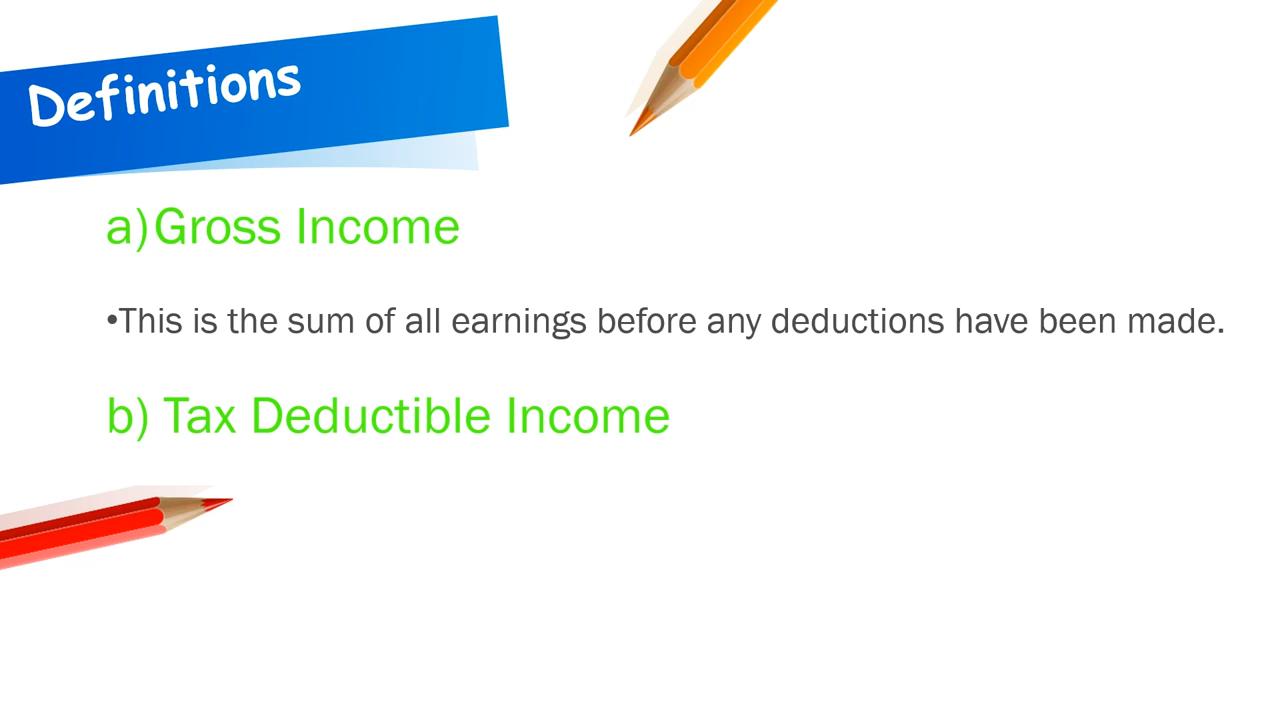 Definitions
a) Gross Income
•This is the sum of all earnings before any deductions have been made.
b) Tax Deductible Income